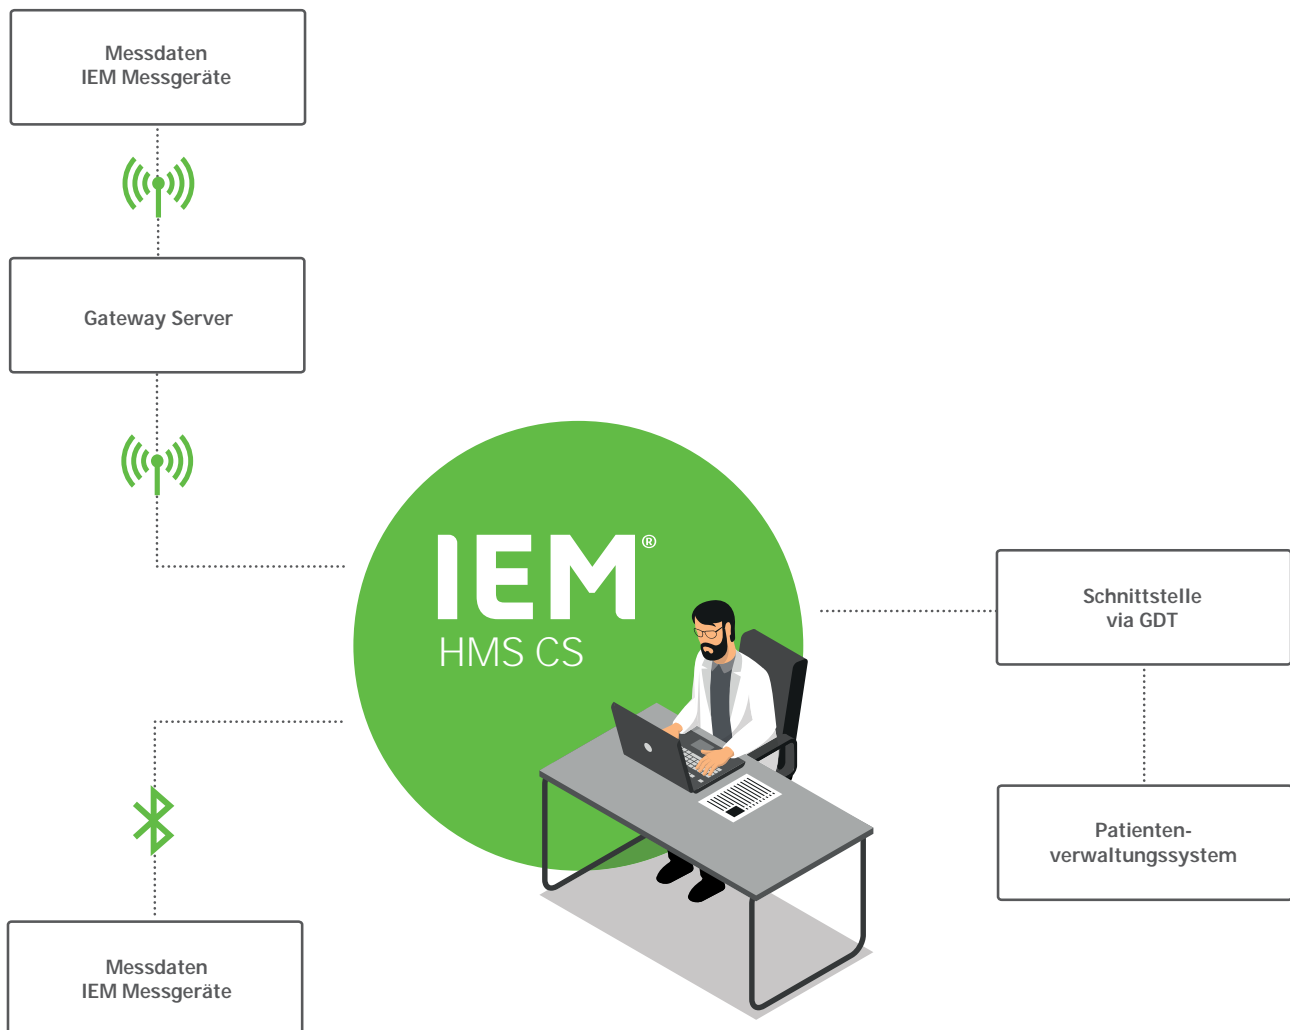 Messdaten
IEM Messgeräte
Gateway Server
IEM®
HMS CS
Schnittstelle
via GDT
Patienten-
verwaltungssystem
Messdaten
IEM Messgeräte